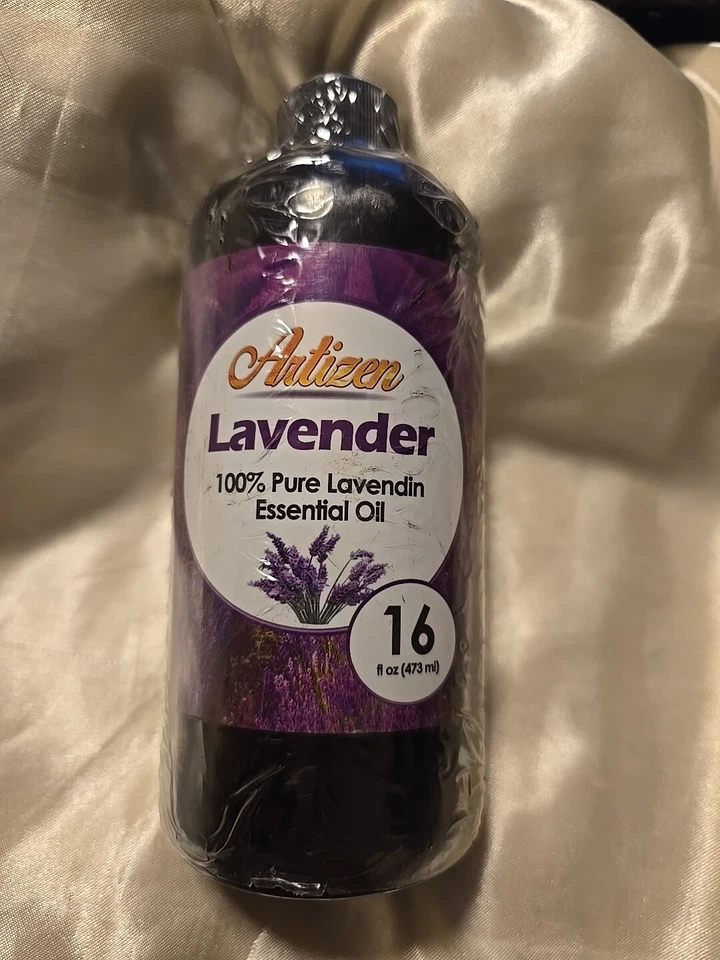 Artizen
Lavender
100% Pure Lavendin
Essential Oil
16
fl oz (473 ml)